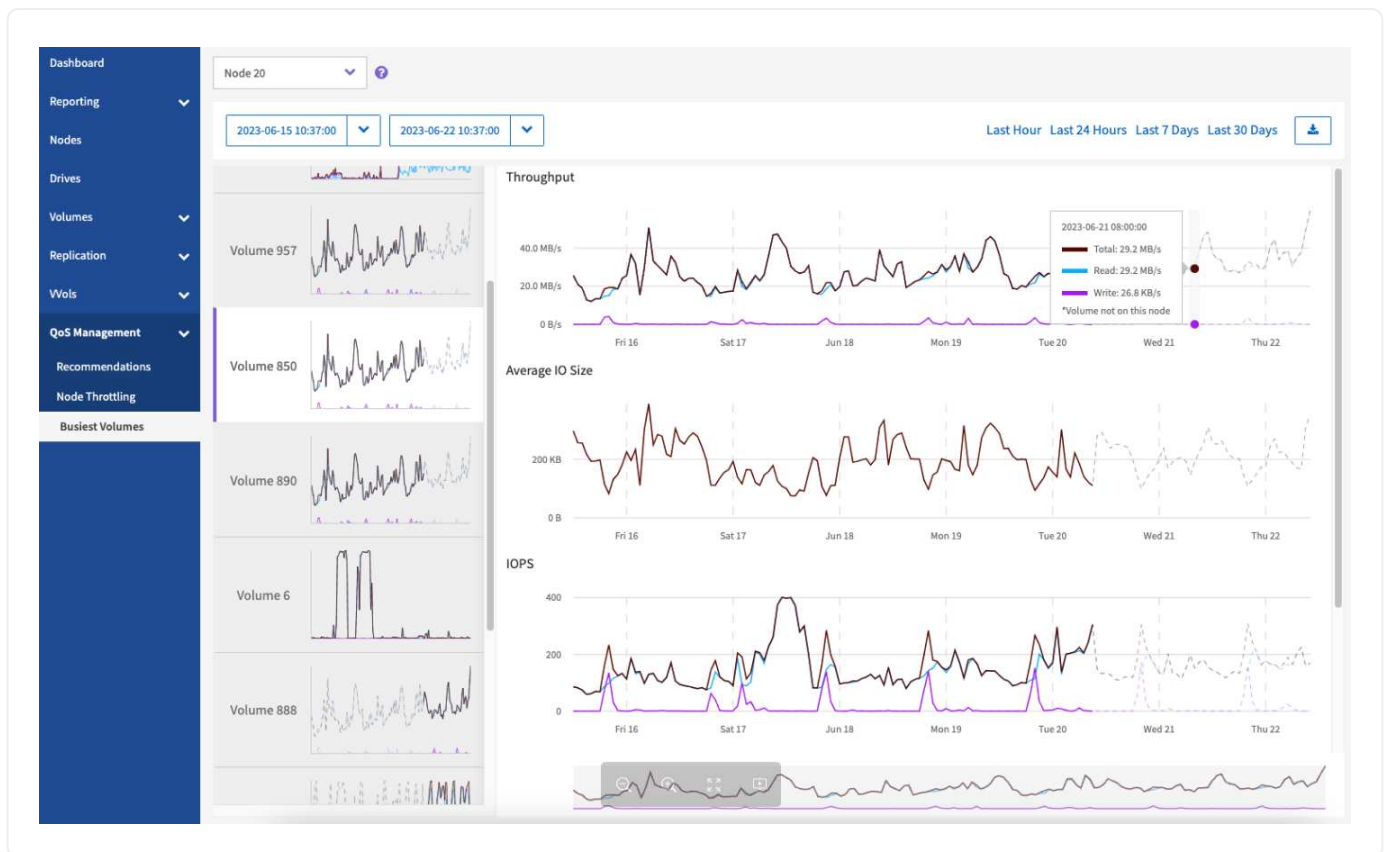 Dashboard
Reporting
Nodes
Drives
Volumes
Replication
VVols
QoS Management
Recommendations
Node Throttling
Busiest Volumes
Node 20
?
2023-06-15 10:37:00
2023-06-22 10:37:00
Last Hour Last 24 Hours Last 7 Days Last 30 Days
Volume 957
Volume 850
Volume 890
Volume 6
Volume 888
Throughput
40.0 MB/s
20.0 MB/s
0 B/s
2023-06-21 08:00:00
Total: 29.2 MB/s
Read: 29.2 MB/s
Write: 26.8 KB/s
*Volume not on this node
Fri 16 Sat 17 Jun 18 Mon 19 Tue 20 Wed 21 Thu 22
Average IO Size
200 KB
0 B
Fri 16 Sat 17 Jun 18 Mon 19 Tue 20 Wed 21 Thu 22
IOPS
400
200
0
Fri 16 Sat 17 Jun 18 Mon 19 Tue 20 Wed 21 Thu 22